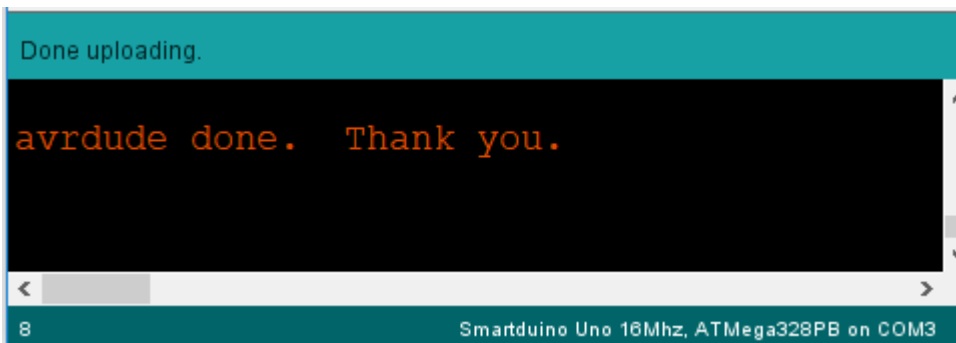 Done uploading.
avrdude done.  Thank you.
8
Smartduino Uno 16Mhz, ATMega328PB on COM3